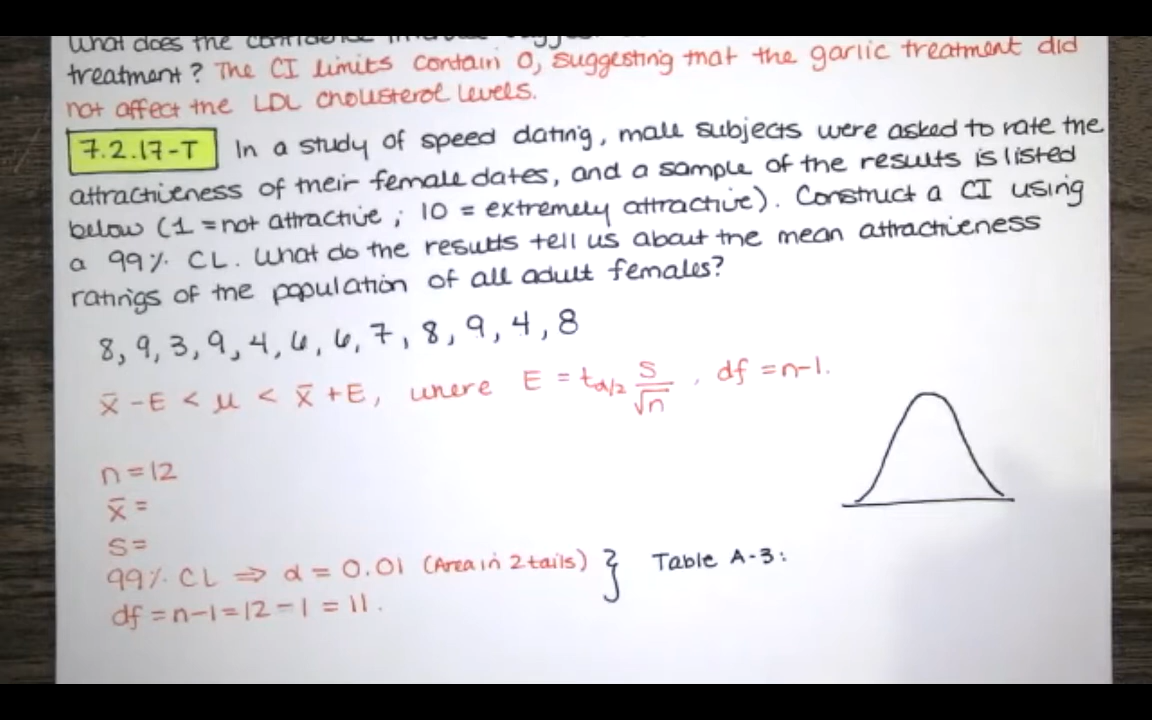 What does the confidence
treatment? The CI limits contain 0, suggesting that the garlic treatment did
not affect the LDL cholusterol levels.
7.2.17-T In a study of speed dating, male subjects were asked to rate the
attractiveness of their female dates, and a sample of the results is listed
below (1 = not attractive; 10 = extremely attractive). Construct a CI using
a 99% CL. What do the results tell us about the mean attractiveness
ratings of the population of all adult females?
8, 9, 3, 9, 4, 6, 6, 7, 8, 9, 4, 8
x̄ - E < μ < x̄ + E, where E = tα/2 s/√n , df = n-1.
n = 12
x̄ =
s =
99% CL ⇒ α = 0.01 (Area in 2 tails) } Table A-3:
df = n-1 = 12-1 = 11.